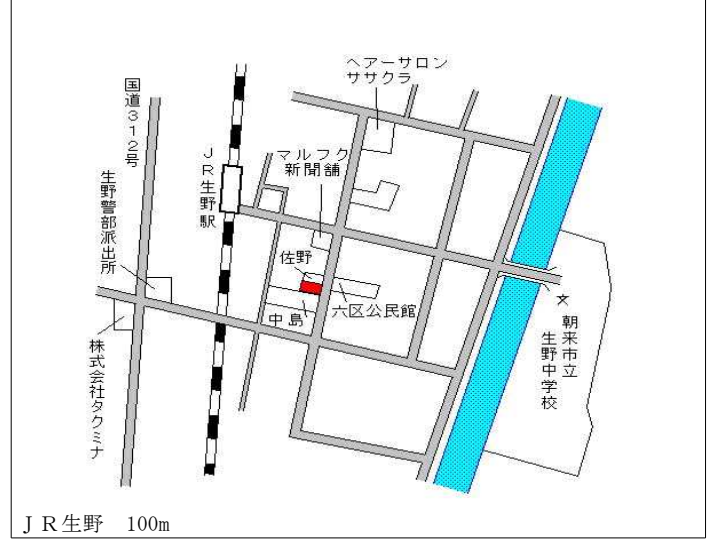 ヘアーサロン
ササクラ
国道312号
JR生野駅
マルフク
新聞舗
生野警部派出所
佐野
六区公民館
中島
文
朝来市立
生野中学校
株式会社タクミナ
JR生野 100m